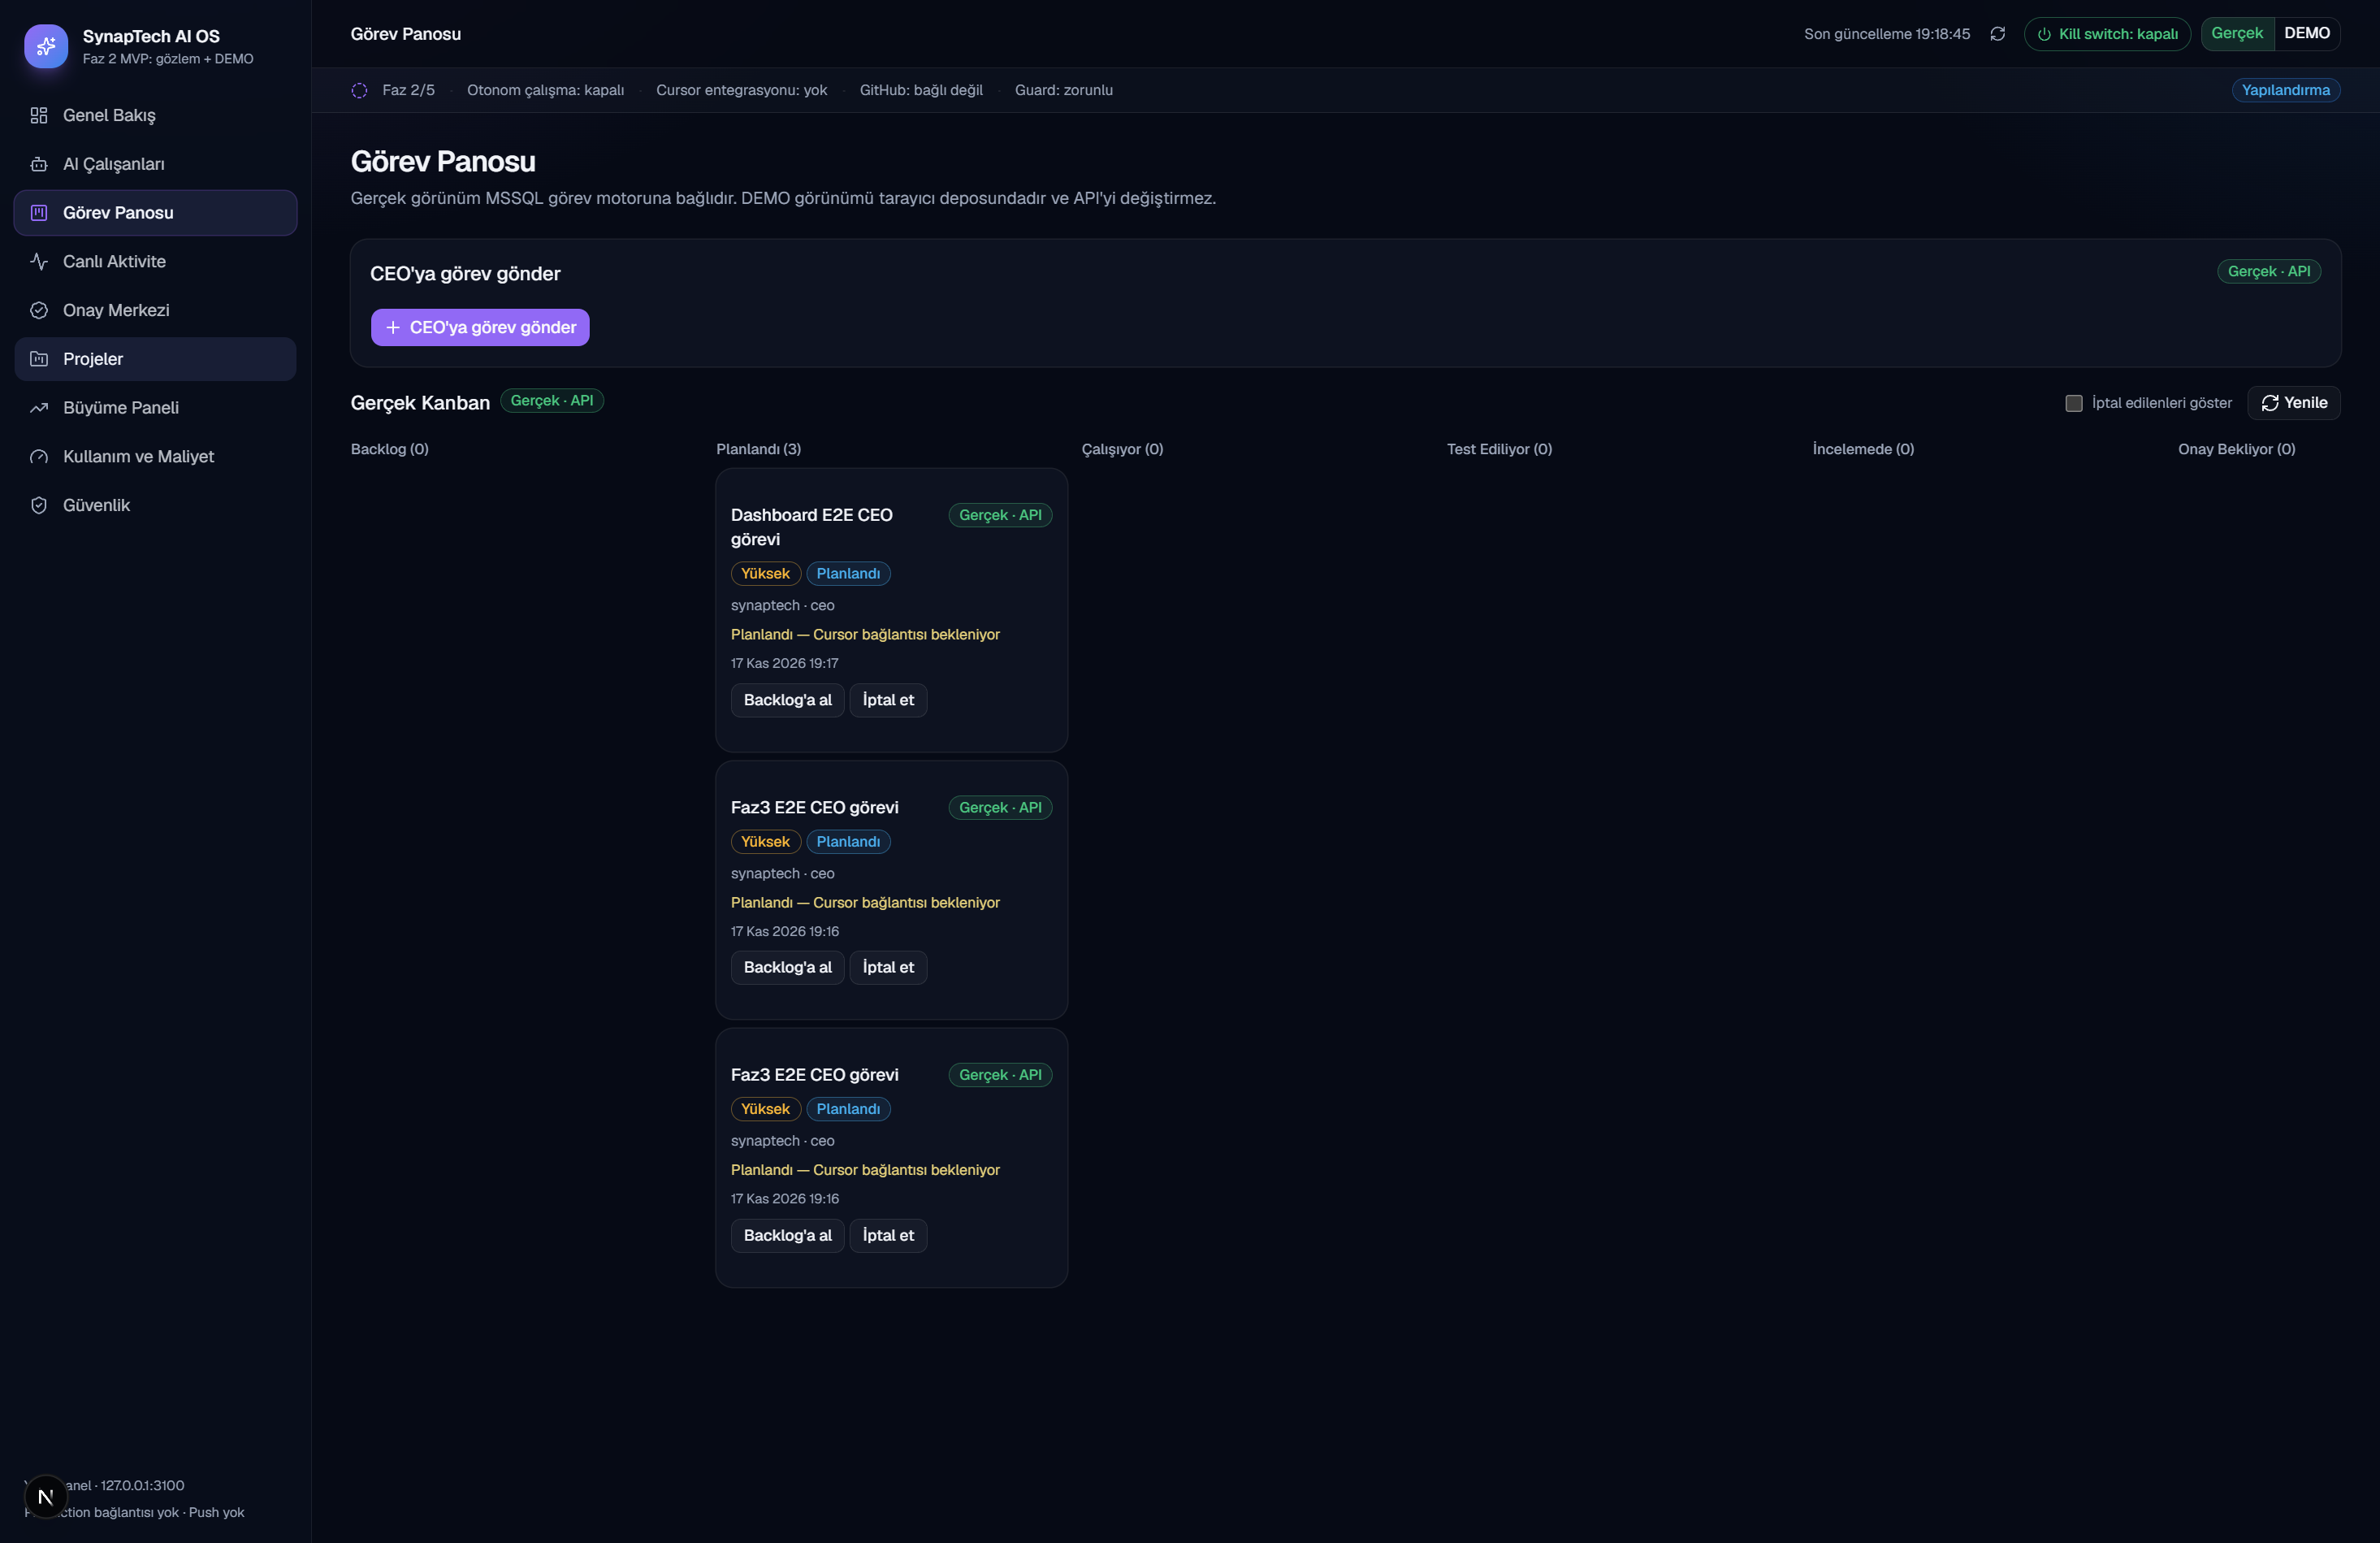 SynapTech AI OS
Faz 2 MVP: gözlem + DEMO
Genel Bakış
AI Çalışanları
Görev Panosu
Canlı Aktivite
Onay Merkezi
Projeler
Büyüme Paneli
Kullanım ve Maliyet
Güvenlik
anel · 127.0.0.1:3100
ction bağlantısı yok · Push yok
Görev Panosu
Son güncelleme 19:18:45
Kill switch: kapalı
Gerçek
DEMO
Faz 2/5 · Otonom çalışma: kapalı · Cursor entegrasyonu: yok · GitHub: bağlı değil · Guard: zorunlu
Yapılandırma
Görev Panosu
Gerçek görünüm MSSQL görev motoruna bağlıdır. DEMO görünümü tarayıcı deposundadır ve API'yi değiştirmez.
CEO'ya görev gönder
Gerçek · API
+ CEO'ya görev gönder
Gerçek Kanban
Gerçek · API
İptal edilenleri göster
Yenile
Backlog (0)
Planlandı (3)
Çalışıyor (0)
Test Ediliyor (0)
İncelemede (0)
Onay Bekliyor (0)
Dashboard E2E CEO
görevi
Gerçek · API
Yüksek
Planlandı
synaptech · ceo
Planlandı — Cursor bağlantısı bekleniyor
17 Kas 2026 19:17
Backlog'a al
İptal et
Faz3 E2E CEO görevi
Gerçek · API
Yüksek
Planlandı
synaptech · ceo
Planlandı — Cursor bağlantısı bekleniyor
17 Kas 2026 19:16
Backlog'a al
İptal et
Faz3 E2E CEO görevi
Gerçek · API
Yüksek
Planlandı
synaptech · ceo
Planlandı — Cursor bağlantısı bekleniyor
17 Kas 2026 19:16
Backlog'a al
İptal et